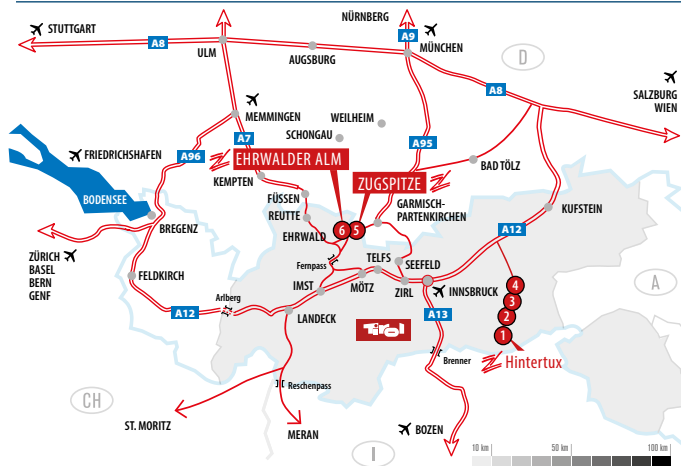 NÜRNBERG
STUTTGART
A9
A8
ULM
MÜNCHEN
AUGSBURG
D
A8
SALZBURG
WIEN
MEMMINGEN
WEILHEIM
SCHONGAU
A7
A95
FRIEDRICHSHAFEN
A96
EHRWALDER ALM
BAD TÖLZ
KEMPTEN
ZUGSPITZE
BODENSEE
FÜSSEN
GARMISCH-
PARTENKIRCHEN
KUFSTEIN
BREGENZ
REUTTE
EHRWALD
6
5
A12
ZÜRICH
BASEL
BERN
GENF
Fernpass
TELFS
SEEFELD
FELDKIRCH
MÖTZ
ZIRL
INNSBRUCK
4
A
IMST
Arlberg
3
A12
LANDECK
Tirol
A13
2
1
Brenner
Hintertux
Reschenpass
CH
ST. MORITZ
MERAN
BOZEN
I
10 km
50 km
100 km